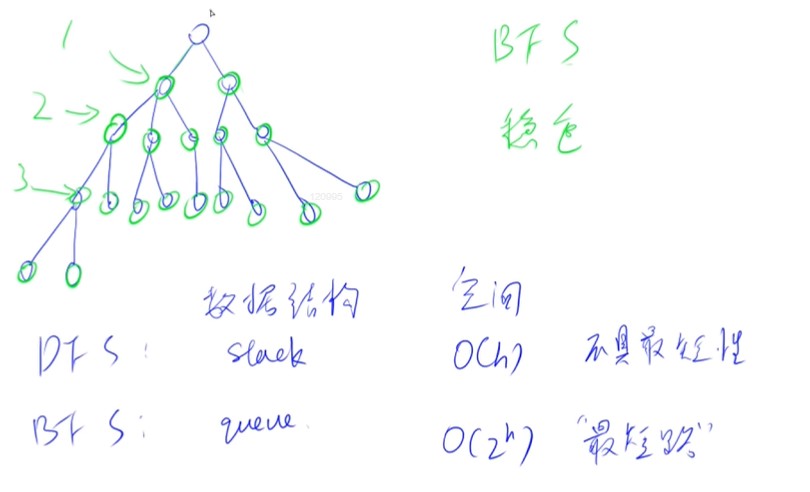 1
BFS
2
稳重
3
数据结构 空间
DFS: stack O(h) 不具最短性
BFS: queue. O(2^h) "最短路"